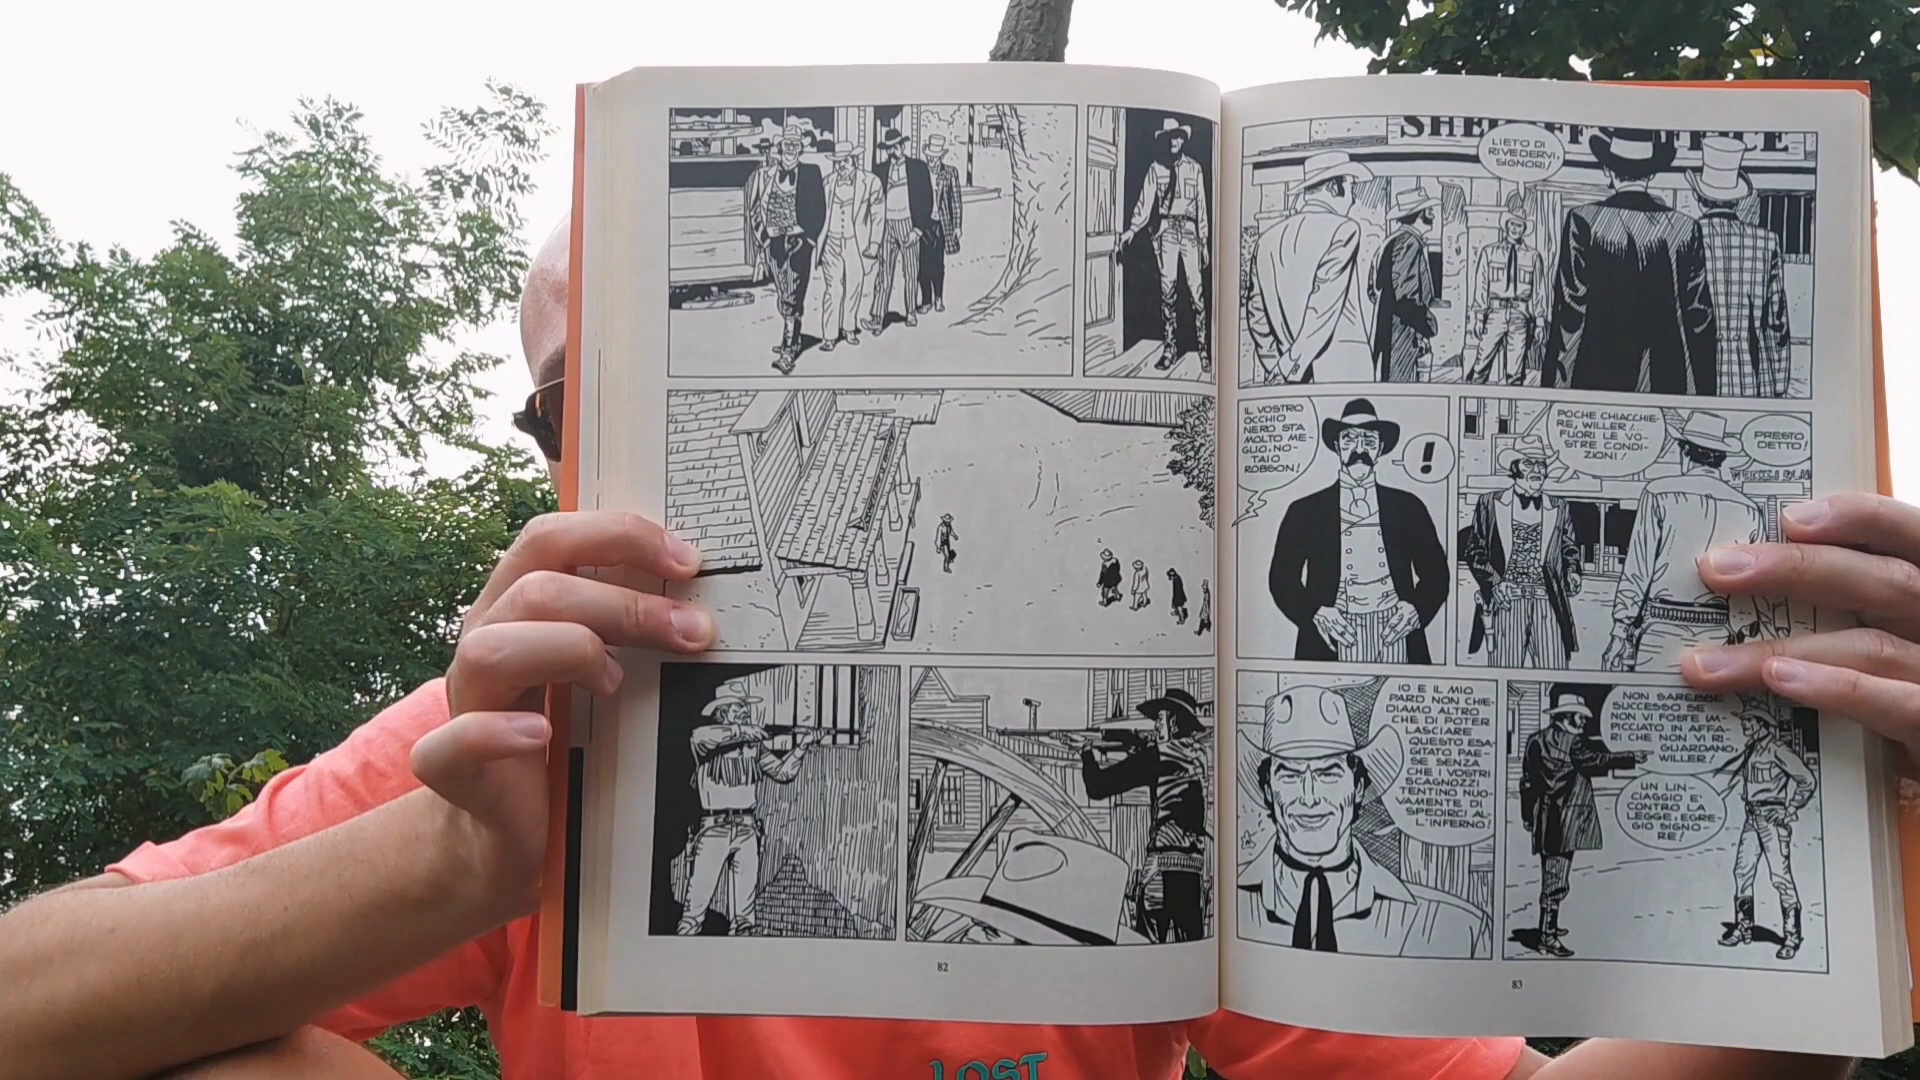 82
SHERIFF OFFICE
LIETO DI
RIVEDERVI,
SIGNORI!
IL VOSTRO
OCCHIO
NERO STA
MOLTO ME-
GLIO, NO-
TAIO
ROBSON!
!
POCHE CHIACCHIE-
RE, WILLER!...
FUORI LE VO-
STRE CONDI-
ZIONI!
PRESTO
DETTO!
IO E IL MIO
PARD NON CHIE-
DIAMO ALTRO
CHE DI POTER
LASCIARE
QUESTO ESA-
GITATO PAE-
SE SENZA
CHE I VOSTRI
SCAGNOZZI
TENTINO NUO-
VAMENTE DI
SPEDIRCI AL-
L'INFERNO!
NON SAREBBE
SUCCESSO SE
NON VI FOSTE IM-
PICCIATO IN AFFA-
RI CHE NON VI RI-
GUARDANO,
WILLER!
UN LIN-
CIAGGIO E'
CONTRO LA
LEGGE, EGRE-
GIO SIGNO-
RE!
83
LOST